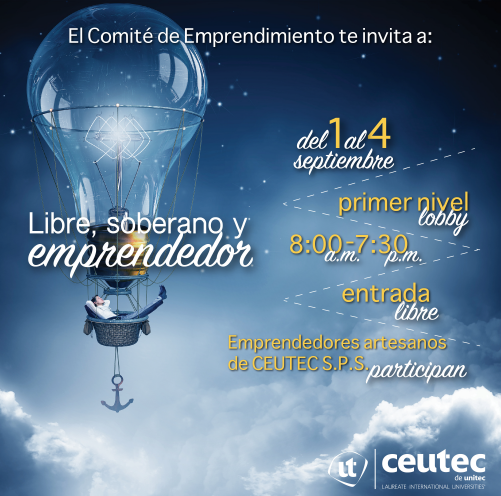 El Comité de Emprendimiento te invita a:
del 1 al 4
septiembre
primer nivel
lobby
Libre, soberano y
emprendedor
8:00 a.m.-7:30 p.m.
entrada
libre
Emprendedores artesanos
de CEUTEC S.P.S.
participan
ut
ceutec
de unitec
LAUREATE INTERNATIONAL UNIVERSITIES®